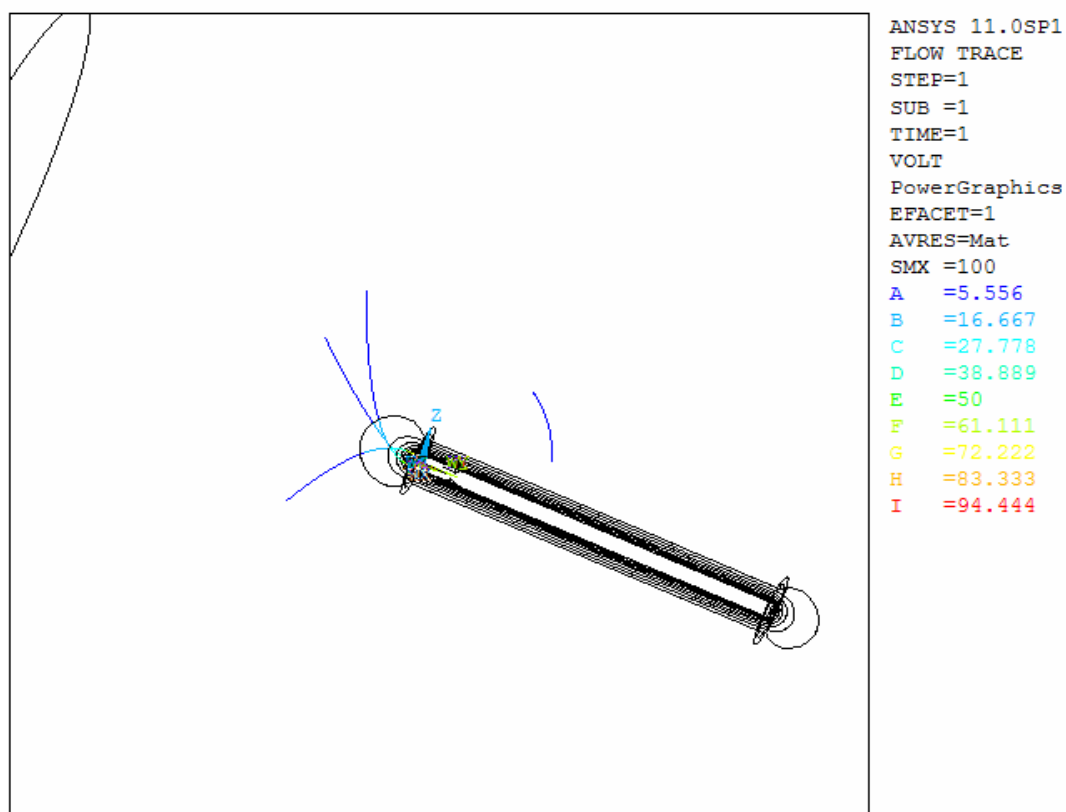 ANSYS 11.0SP1
FLOW TRACE
STEP=1
SUB =1
TIME=1
VOLT
PowerGraphics
EFACET=1
AVRES=Mat
SMX =100
A =5.556
B =16.667
C =27.778
D =38.889
E =50
F =61.111
G =72.222
H =83.333
I =94.444
Z